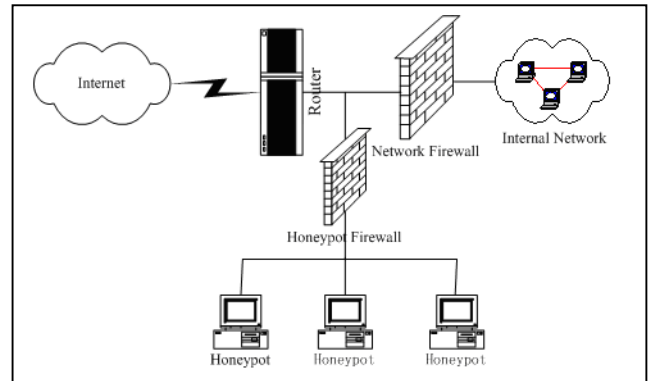 Internet
Router
Network Firewall
Internal Network
Honeypot Firewall
Honeypot
Honeypot
Honeypot